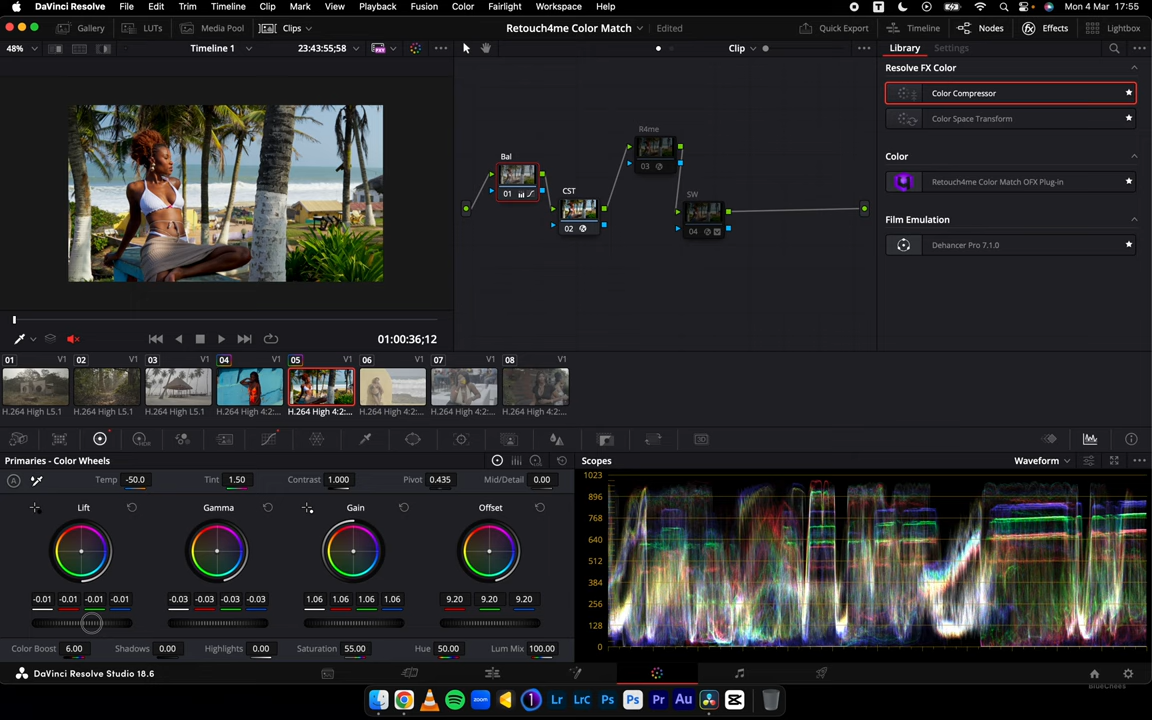 DaVinci Resolve File Edit Trim Timeline Clip Mark View Playback Fusion Color Fairlight Workspace Help T Mon 4 Mar 17:55
Gallery LUTs Media Pool Clips Retouch4me Color Match Edited Quick Export Timeline Nodes Effects Lightbox
48% Timeline 1 23:43:55;58 Clip Library Settings
Resolve FX Color
Color Compressor
Color Space Transform
Color
Retouch4me Color Match OFX Plug-in
Film Emulation
Dehancer Pro 7.1.0
R4me
03
Bal
01
CST
02
SW
04
01:00:36;12
01 V1 02 V1 03 V1 04 V1 05 V1 06 V1 07 V1 08 V1
H.264 High L5.1 H.264 High L5.1 H.264 High L5.1 H.264 High 4:2:... H.264 High 4:2:... H.264 High 4:2:... H.264 High 4:2:... H.264 High 4:2:...
3D
Primaries - Color Wheels
Scopes Waveform
A Temp -50.0 Tint 1.50 Contrast 1.000 Pivot 0.435 Mid/Detail 0.00
Lift Gamma Gain Offset
-0.01 -0.01 -0.01 -0.01 -0.03 -0.03 -0.03 -0.03 1.06 1.06 1.06 1.06 9.20 9.20 9.20
Color Boost 6.00 Shadows 0.00 Highlights 0.00 Saturation 55.00 Hue 50.00 Lum Mix 100.00
1023
896
768
640
512
384
256
128
0
DaVinci Resolve Studio 18.6
BlueChees
zoom 1 Lr LrC Ps Ps Pr Au